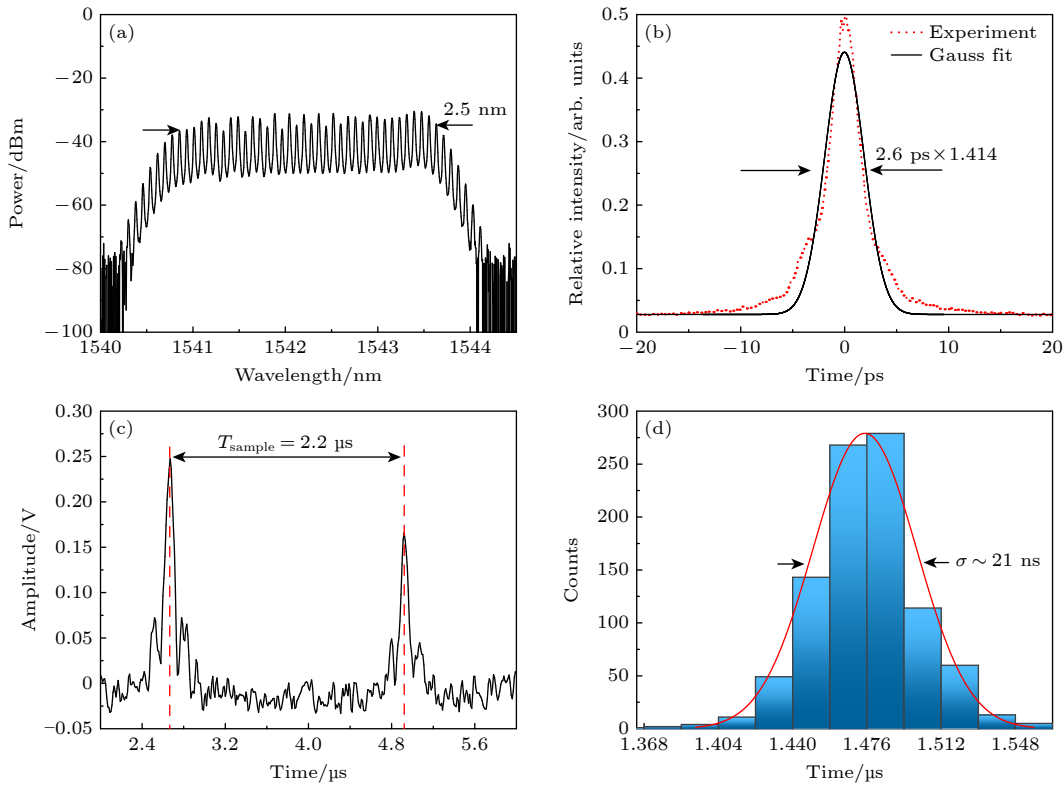 (a)
0
−20
−40
−60
−80
−100
Power/dBm
2.5 nm
1540
1541
1542
1543
1544
Wavelength/nm
(b)
Experiment
Gauss fit
0.5
0.4
0.3
0.2
0.1
0
Relative intensity/arb. units
2.6 ps×1.414
−20
−10
0
10
20
Time/ps
(c)
0.30
0.25
0.20
0.15
0.10
0.05
0
−0.05
Amplitude/V
Tsample = 2.2 µs
2.4
3.2
4.0
4.8
5.6
Time/µs
(d)
300
250
200
150
100
50
0
Counts
σ ∼ 21 ns
1.368
1.404
1.440
1.476
1.512
1.548
Time/µs